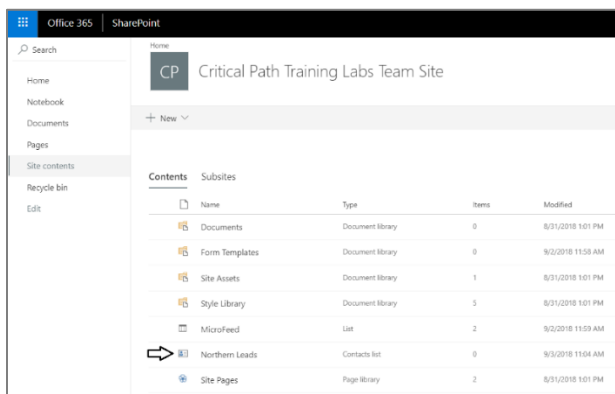 Office 365 SharePoint
Search
Home
Notebook
Documents
Pages
Site contents
Recycle bin
Edit
Home
CP Critical Path Training Labs Team Site
+ New
Contents Subsites
Name Type Items Modified
Documents Document library 0 8/31/2018 1:01 PM
Form Templates Document library 0 9/2/2018 11:58 AM
Site Assets Document library 1 8/31/2018 1:01 PM
Style Library Document library 5 8/31/2018 1:01 PM
MicroFeed List 2 9/2/2018 11:59 AM
Northern Leads Contacts list 0 9/3/2018 11:04 AM
Site Pages Page library 2 8/31/2018 1:01 PM